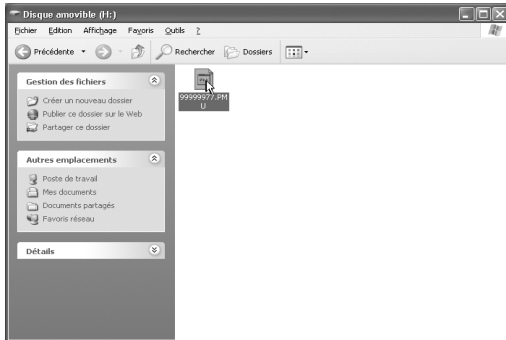 Disque amovible (H:)
Fichier Edition Affichage Favoris Outils ?
Précédente Rechercher Dossiers
Gestion des fichiers
Créer un nouveau dossier
Publier ce dossier sur le Web
Partager ce dossier
Autres emplacements
Poste de travail
Mes documents
Documents partagés
Favoris réseau
Détails
99999977.PM
U